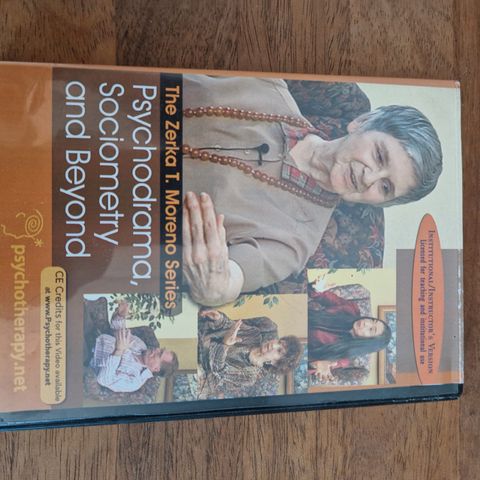 INSTITUTIONAL/INSTRUCTOR'S VERSION
Licensed for teaching and institutional use
The Zerka T. Moreno Series
Psychodrama,
Sociometry
and Beyond
CE Credits for this Video available
at www.Psychotherapy.net
psychotherapy.net